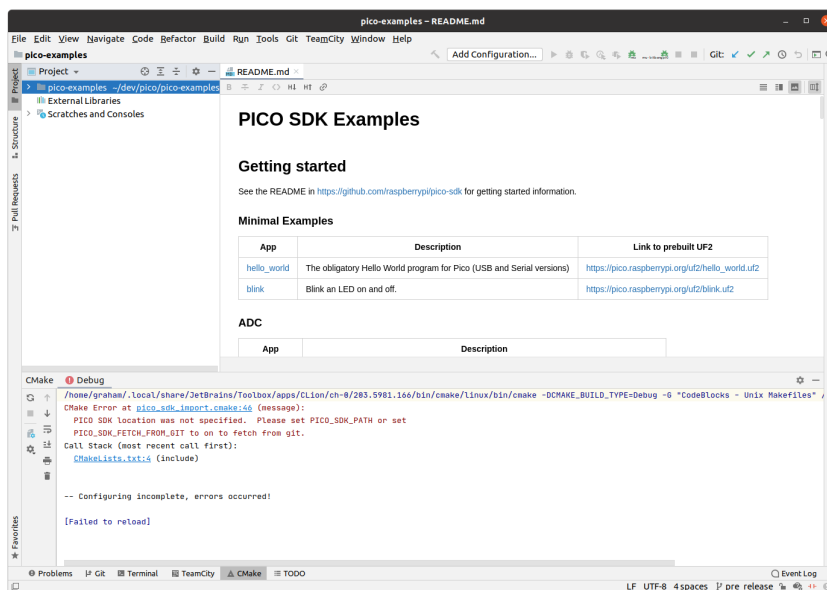 pico-examples – README.md
File Edit View Navigate Code Refactor Build Run Tools Git TeamCity Window Help
pico-examples
Add Configuration...
Git:
Project
README.md
pico-examples ~/dev/pico/pico-examples
External Libraries
Scratches and Consoles
Project
Structure
Pull Requests
Favorites
PICO SDK Examples
Getting started
See the README in https://github.com/raspberrypi/pico-sdk for getting started information.
Minimal Examples
App Description Link to prebuilt UF2
hello_world The obligatory Hello World program for Pico (USB and Serial versions) https://pico.raspberrypi.org/uf2/hello_world.uf2
blink Blink an LED on and off. https://pico.raspberrypi.org/uf2/blink.uf2
ADC
App Description
CMake Debug
/home/graham/.local/share/JetBrains/Toolbox/apps/CLion/ch-0/203.5981.166/bin/cmake/linux/bin/cmake -DCMAKE_BUILD_TYPE=Debug -G "CodeBlocks - Unix Makefiles" /
CMake Error at pico_sdk_import.cmake:46 (message):
PICO SDK location was not specified. Please set PICO_SDK_PATH or set
PICO_SDK_FETCH_FROM_GIT to on to fetch from git.
Call Stack (most recent call first):
CMakeLists.txt:4 (include)
-- Configuring incomplete, errors occurred!
[Failed to reload]
Problems Git Terminal TeamCity CMake TODO Event Log
LF UTF-8 4 spaces pre_release